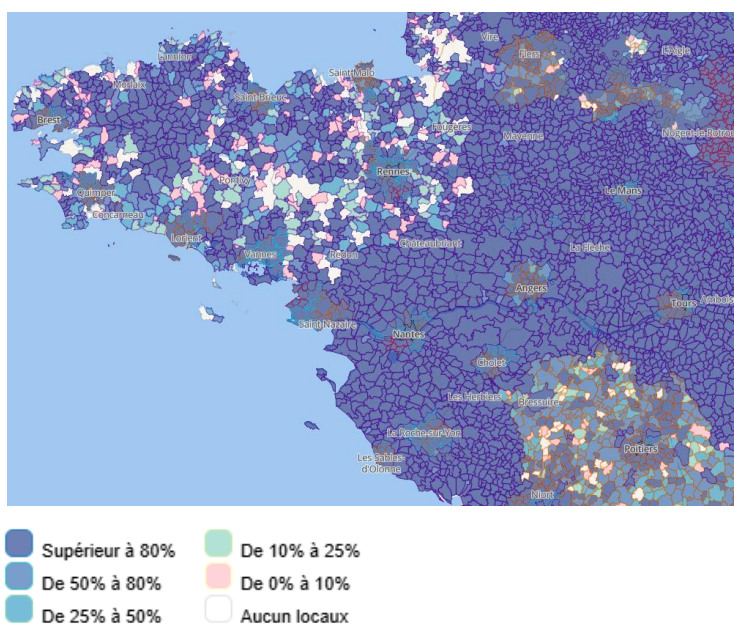 Vire
L'Aigle
Flers
Lannion
Saint-Malo
Morlaix
Saint-Brieuc
Brest
Fougères
Mayenne
Nogent-le-Rotrou
Rennes
Pontivy
Quimper
Le Mans
Concarneau
Lorient
Châteaubriant
La Flèche
Vannes
Redon
Angers
Tours
Amboise
Saint Nazaire
Nantes
Cholet
Les Herbiers
Bressuire
La Roche-sur-Yon
Poitiers
Les Sables-
d'Olonne
Niort
Supérieur à 80%
De 10% à 25%
De 50% à 80%
De 0% à 10%
De 25% à 50%
Aucun locaux